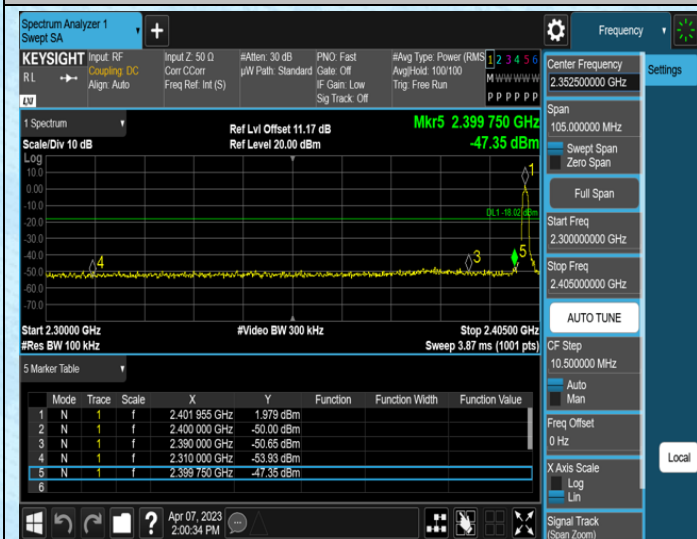 Spectrum Analyzer 1
Swept SA
+
Frequency
KEYSIGHT
Input: RF
Input Z: 50 Ω
#Atten: 30 dB
PNO: Fast
#Avg Type: Power (RMS
1 2 3 4 5 6
RL
Coupling: DC
Corr CCorr
µW Path: Standard
Gate: Off
Avg|Hold: 100/100
M W W W W W
Align: Auto
Freq Ref: Int (S)
IF Gain: Low
Trig: Free Run
P P P P P P
Sig Track: Off
LXI
1 Spectrum
Ref Lvl Offset 11.17 dB
Mkr5 2.399 750 GHz
Scale/Div 10 dB
Ref Level 20.00 dBm
-47.35 dBm
Log
10.0
0.00
-10.0
-20.0
-30.0
-40.0
-50.0
-60.0
-70.0
1
DL1 -18.02 dBm
4
3
5
Start 2.30000 GHz
#Video BW 300 kHz
Stop 2.40500 GHz
#Res BW 100 kHz
Sweep 3.87 ms (1001 pts)
5 Marker Table
Mode Trace Scale X Y Function Function Width Function Value
1 N 1 f 2.401 955 GHz 1.979 dBm
2 N 1 f 2.400 000 GHz -50.00 dBm
3 N 1 f 2.390 000 GHz -50.65 dBm
4 N 1 f 2.310 000 GHz -53.93 dBm
5 N 1 f 2.399 750 GHz -47.35 dBm
6
?
Apr 07, 2023
2:00:34 PM
Center Frequency
2.352500000 GHz
Settings
Span
105.000000 MHz
Swept Span
Zero Span
Full Span
Start Freq
2.300000000 GHz
Stop Freq
2.405000000 GHz
AUTO TUNE
CF Step
10.500000 MHz
Auto
Man
Freq Offset
0 Hz
Local
X Axis Scale
Log
Lin
Signal Track
(Span Zoom)